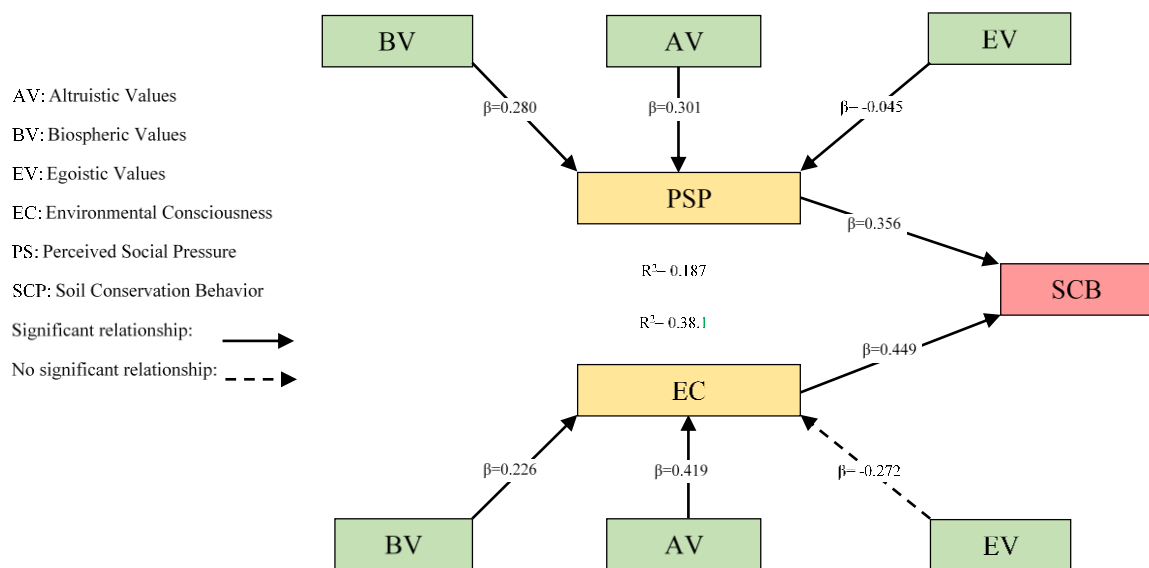 BV
AV
EV
AV: Altruistic Values
BV: Biospheric Values
EV: Egoistic Values
EC: Environmental Consciousness
PS: Perceived Social Pressure
SCP: Soil Conservation Behavior
Significant relationship:
No significant relationship:
β=0.280
β=0.301
β= -0.045
PSP
β=0.356
R²= 0.187
SCB
R²= 0.38.1
β=0.449
EC
β=0.226
β=0.419
β= -0.272
BV
AV
EV